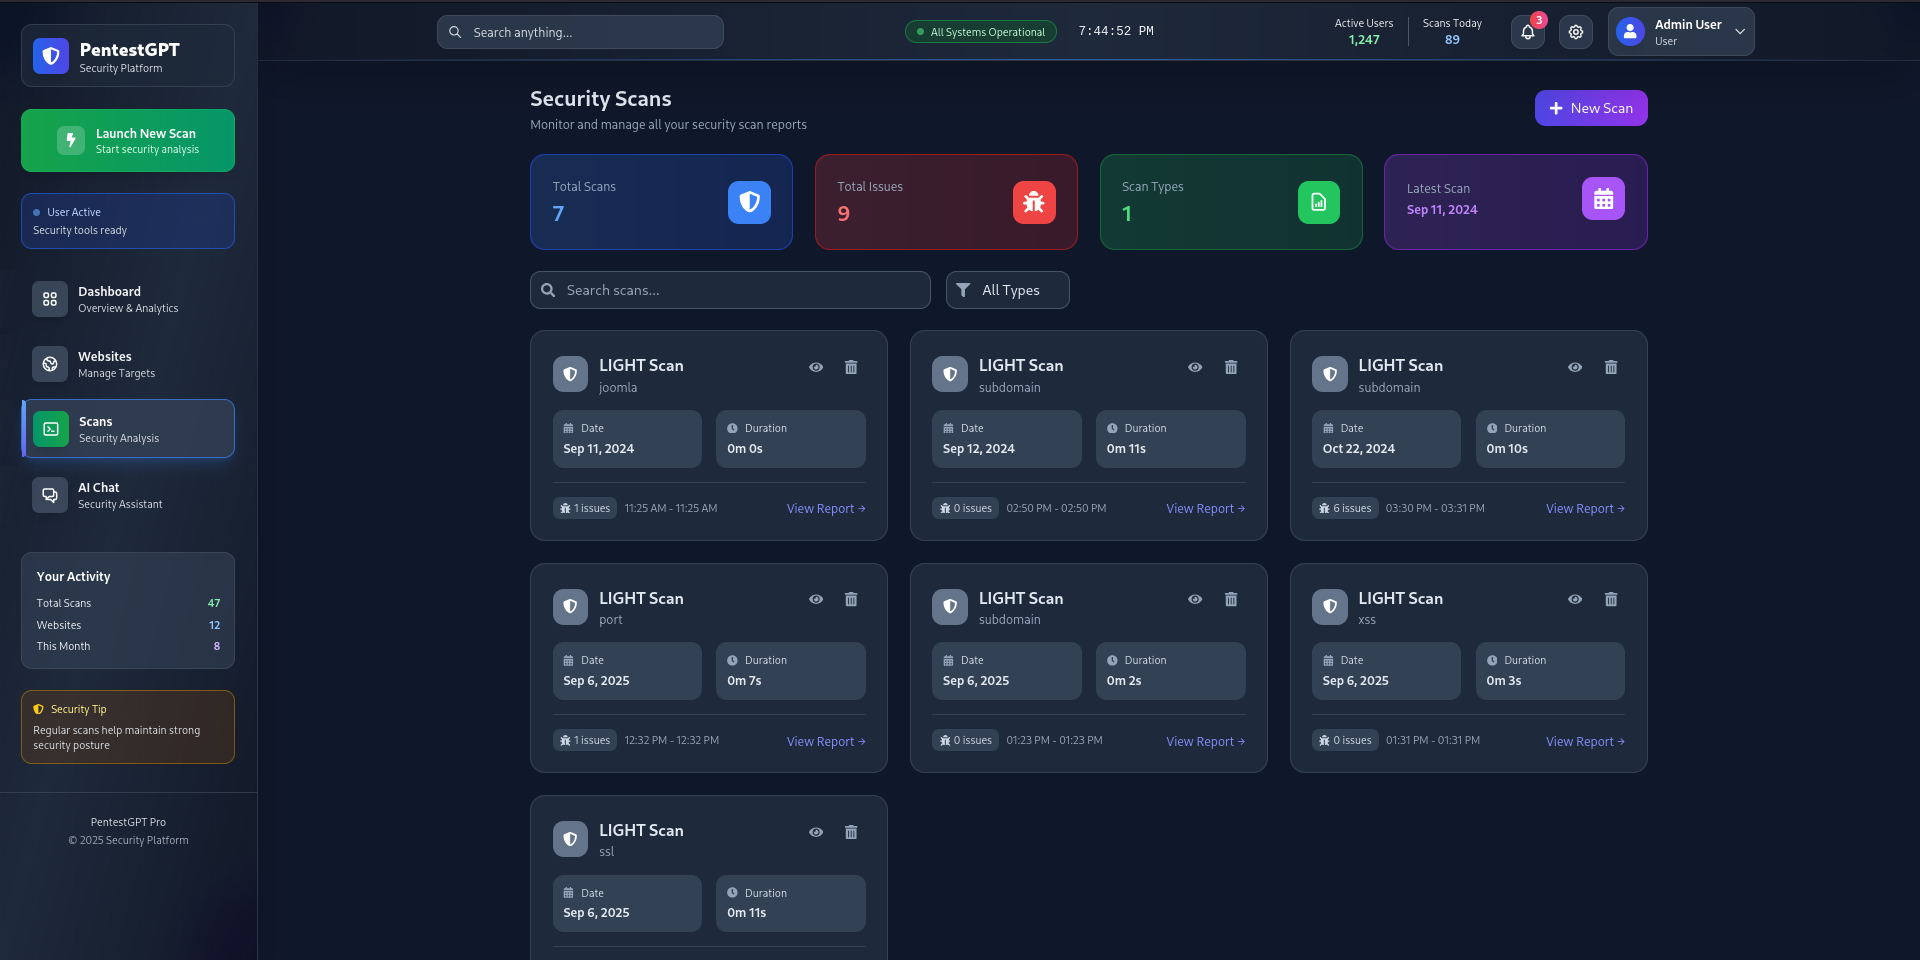 PentestGPT
Security Platform
Search anything...
All Systems Operational
7:44:52 PM
Active Users
1,247
Scans Today
89
3
Admin User
User
Launch New Scan
Start security analysis
User Active
Security tools ready
Dashboard
Overview & Analytics
Websites
Manage Targets
Scans
Security Analysis
AI Chat
Security Assistant
Your Activity
Total Scans 47
Websites 12
This Month 8
Security Tip
Regular scans help maintain strong
security posture
PentestGPT Pro
© 2025 Security Platform
Security Scans
Monitor and manage all your security scan reports
New Scan
Total Scans
7
Total Issues
9
Scan Types
1
Latest Scan
Sep 11, 2024
Search scans...
All Types
LIGHT Scan
joomla
Date
Sep 11, 2024
Duration
0m 0s
1 issues 11:25 AM - 11:25 AM View Report →
LIGHT Scan
subdomain
Date
Sep 12, 2024
Duration
0m 11s
0 issues 02:50 PM - 02:50 PM View Report →
LIGHT Scan
subdomain
Date
Oct 22, 2024
Duration
0m 10s
6 issues 03:30 PM - 03:31 PM View Report →
LIGHT Scan
port
Date
Sep 6, 2025
Duration
0m 7s
1 issues 12:32 PM - 12:32 PM View Report →
LIGHT Scan
subdomain
Date
Sep 6, 2025
Duration
0m 2s
0 issues 01:23 PM - 01:23 PM View Report →
LIGHT Scan
xss
Date
Sep 6, 2025
Duration
0m 3s
0 issues 01:31 PM - 01:31 PM View Report →
LIGHT Scan
ssl
Date
Sep 6, 2025
Duration
0m 11s